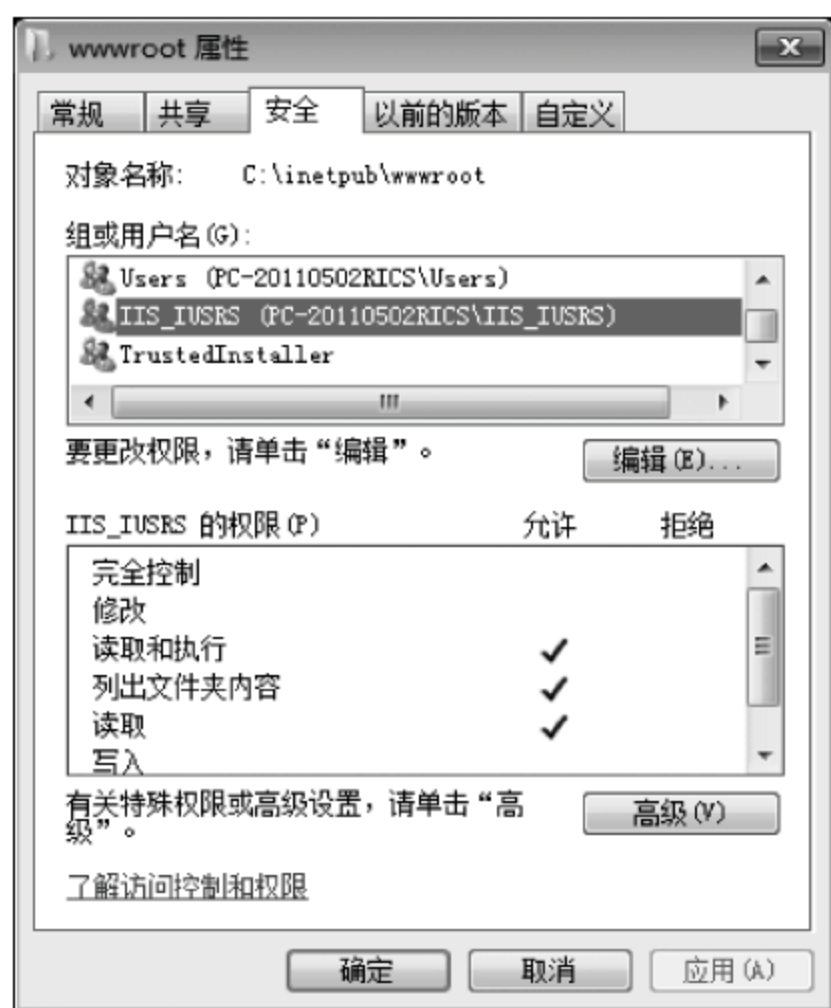 wwwroot 属性
常规 共享 安全 以前的版本 自定义
对象名称: C:\inetpub\wwwroot
组或用户名(G):
Users (PC-20110502RICS\Users)
IIS_IUSRS (PC-20110502RICS\IIS_IUSRS)
TrustedInstaller
要更改权限，请单击“编辑”。 编辑(E)...
IIS_IUSRS 的权限(P) 允许 拒绝
完全控制
修改
读取和执行
列出文件夹内容
读取
写入
有关特殊权限或高级设置，请单击“高
级”。
高级(V)
了解访问控制和权限
确定 取消 应用(A)